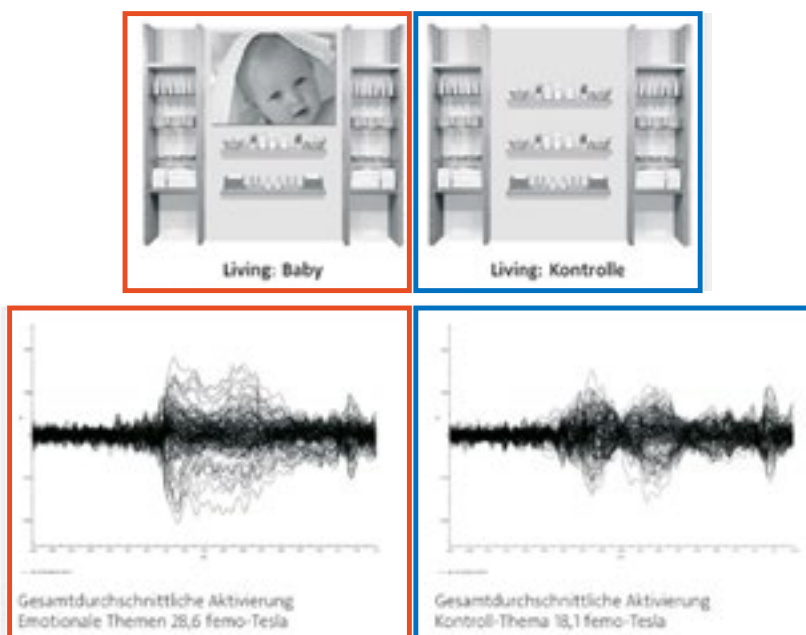 Living: Baby
Living: Kontrolle
Gesamtdurchschnittliche Aktivierung
Emotionale Themen 28,6 femo-Tesla
Gesamtdurchschnittliche Aktivierung
Kontroll-Thema 18,1 femo-Tesla